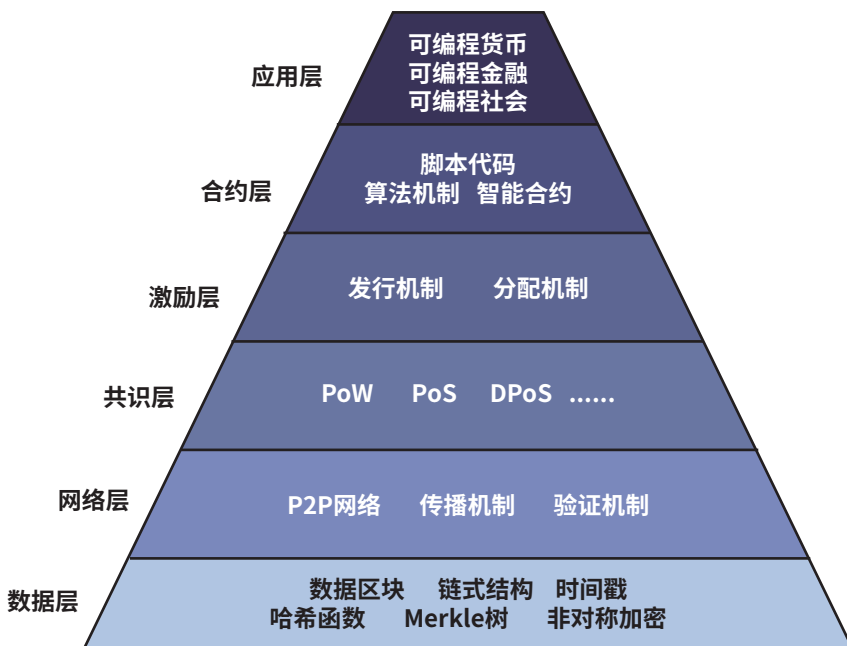 可编程货币
应用层 可编程金融
可编程社会
脚本代码
合约层 算法机制 智能合约
激励层 发行机制 分配机制
共识层 PoW PoS DPoS ......
网络层 P2P网络 传播机制 验证机制
数据区块 链式结构 时间戳
数据层 哈希函数 Merkle树 非对称加密